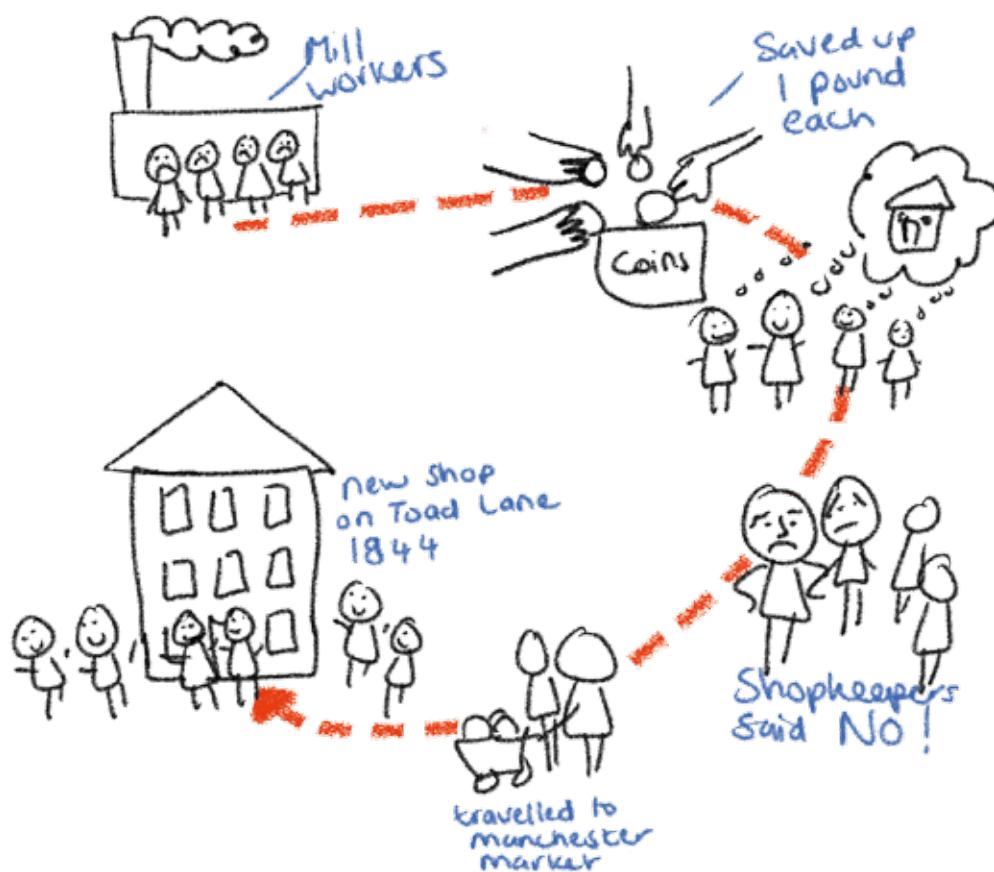 Mill
workers
Saved up
1 pound
each
Coins
Shopkeepers
said NO!
travelled to
manchester
market
new shop
on Toad Lane
1844